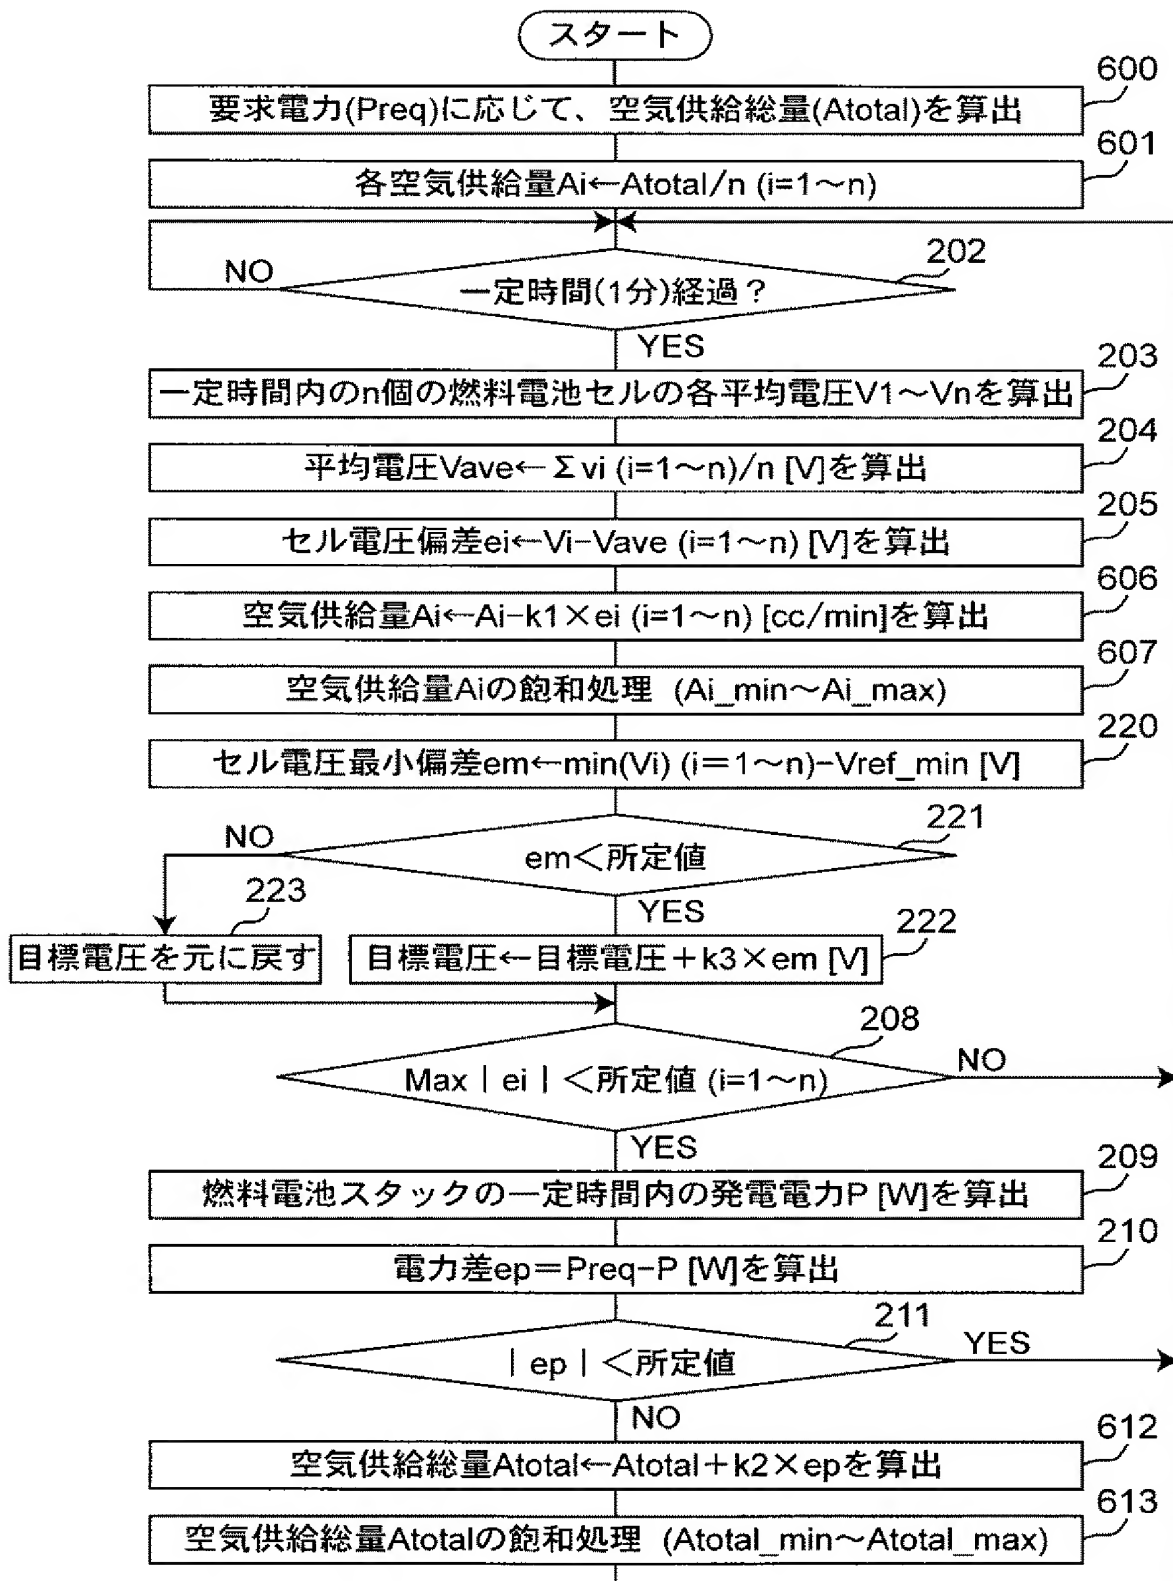 スタート
600
要求電力(Preq)に応じて、空気供給総量(Atotal)を算出
601
各空気供給量Ai←Atotal/n (i=1～n)
202
NO
一定時間(1分)経過？
YES
203
一定時間内のn個の燃料電池セルの各平均電圧V1～Vnを算出
204
平均電圧Vave←Σvi (i=1～n)/n [V]を算出
205
セル電圧偏差ei←Vi−Vave (i=1～n) [V]を算出
606
空気供給量Ai←Ai−k1×ei (i=1～n) [cc/min]を算出
607
空気供給量Aiの飽和処理 (Ai_min～Ai_max)
220
セル電圧最小偏差em←min(Vi) (i＝1～n)−Vref_min [V]
221
NO
em＜所定値
YES
223
222
目標電圧を元に戻す
目標電圧←目標電圧＋k3×em [V]
208
NO
Max｜ei｜＜所定値 (i=1～n)
YES
209
燃料電池スタックの一定時間内の発電電力P [W]を算出
210
電力差ep＝Preq−P [W]を算出
211
YES
｜ep｜＜所定値
NO
612
空気供給総量Atotal←Atotal＋k2×epを算出
613
空気供給総量Atotalの飽和処理 (Atotal_min～Atotal_max)